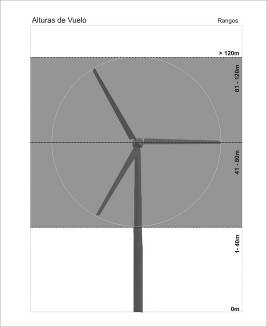 Alturas de Vuelo Rangos
> 120m
81 - 120m
41 - 80m
1- 40m
0m